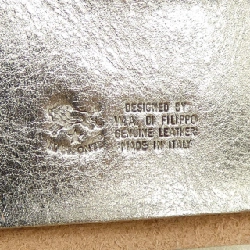 DESIGNED BY
DI FILIPPO
GENUINE LEATHER
MADE IN ITALY